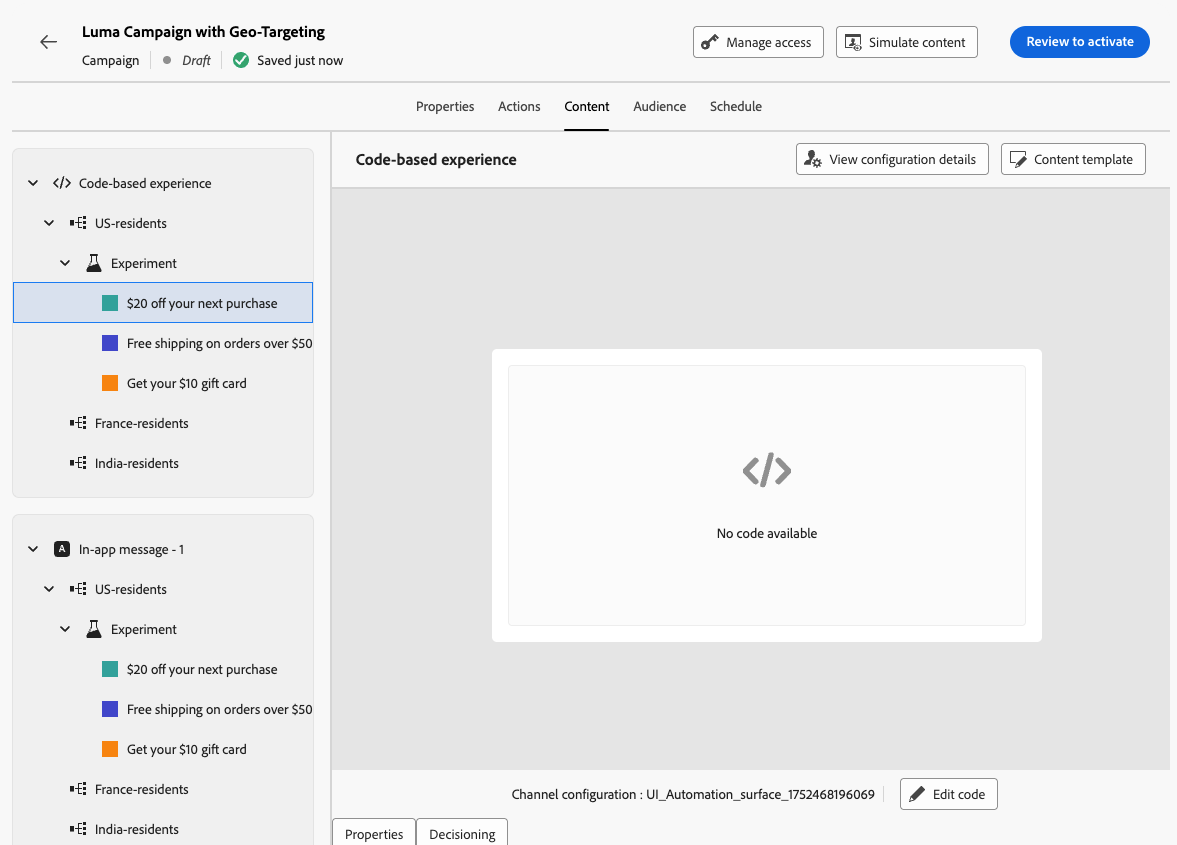 Luma Campaign with Geo-Targeting
Campaign
Draft
Saved just now
Manage access
Simulate content
Review to activate
Properties
Actions
Content
Audience
Schedule
Code-based experience
US-residents
Experiment
$20 off your next purchase
Free shipping on orders over $50
Get your $10 gift card
France-residents
India-residents
A
In-app message - 1
US-residents
Experiment
$20 off your next purchase
Free shipping on orders over $50
Get your $10 gift card
France-residents
India-residents
Code-based experience
View configuration details
Content template
</>
No code available
Channel configuration : UI_Automation_surface_1752468196069
Edit code
Properties
Decisioning